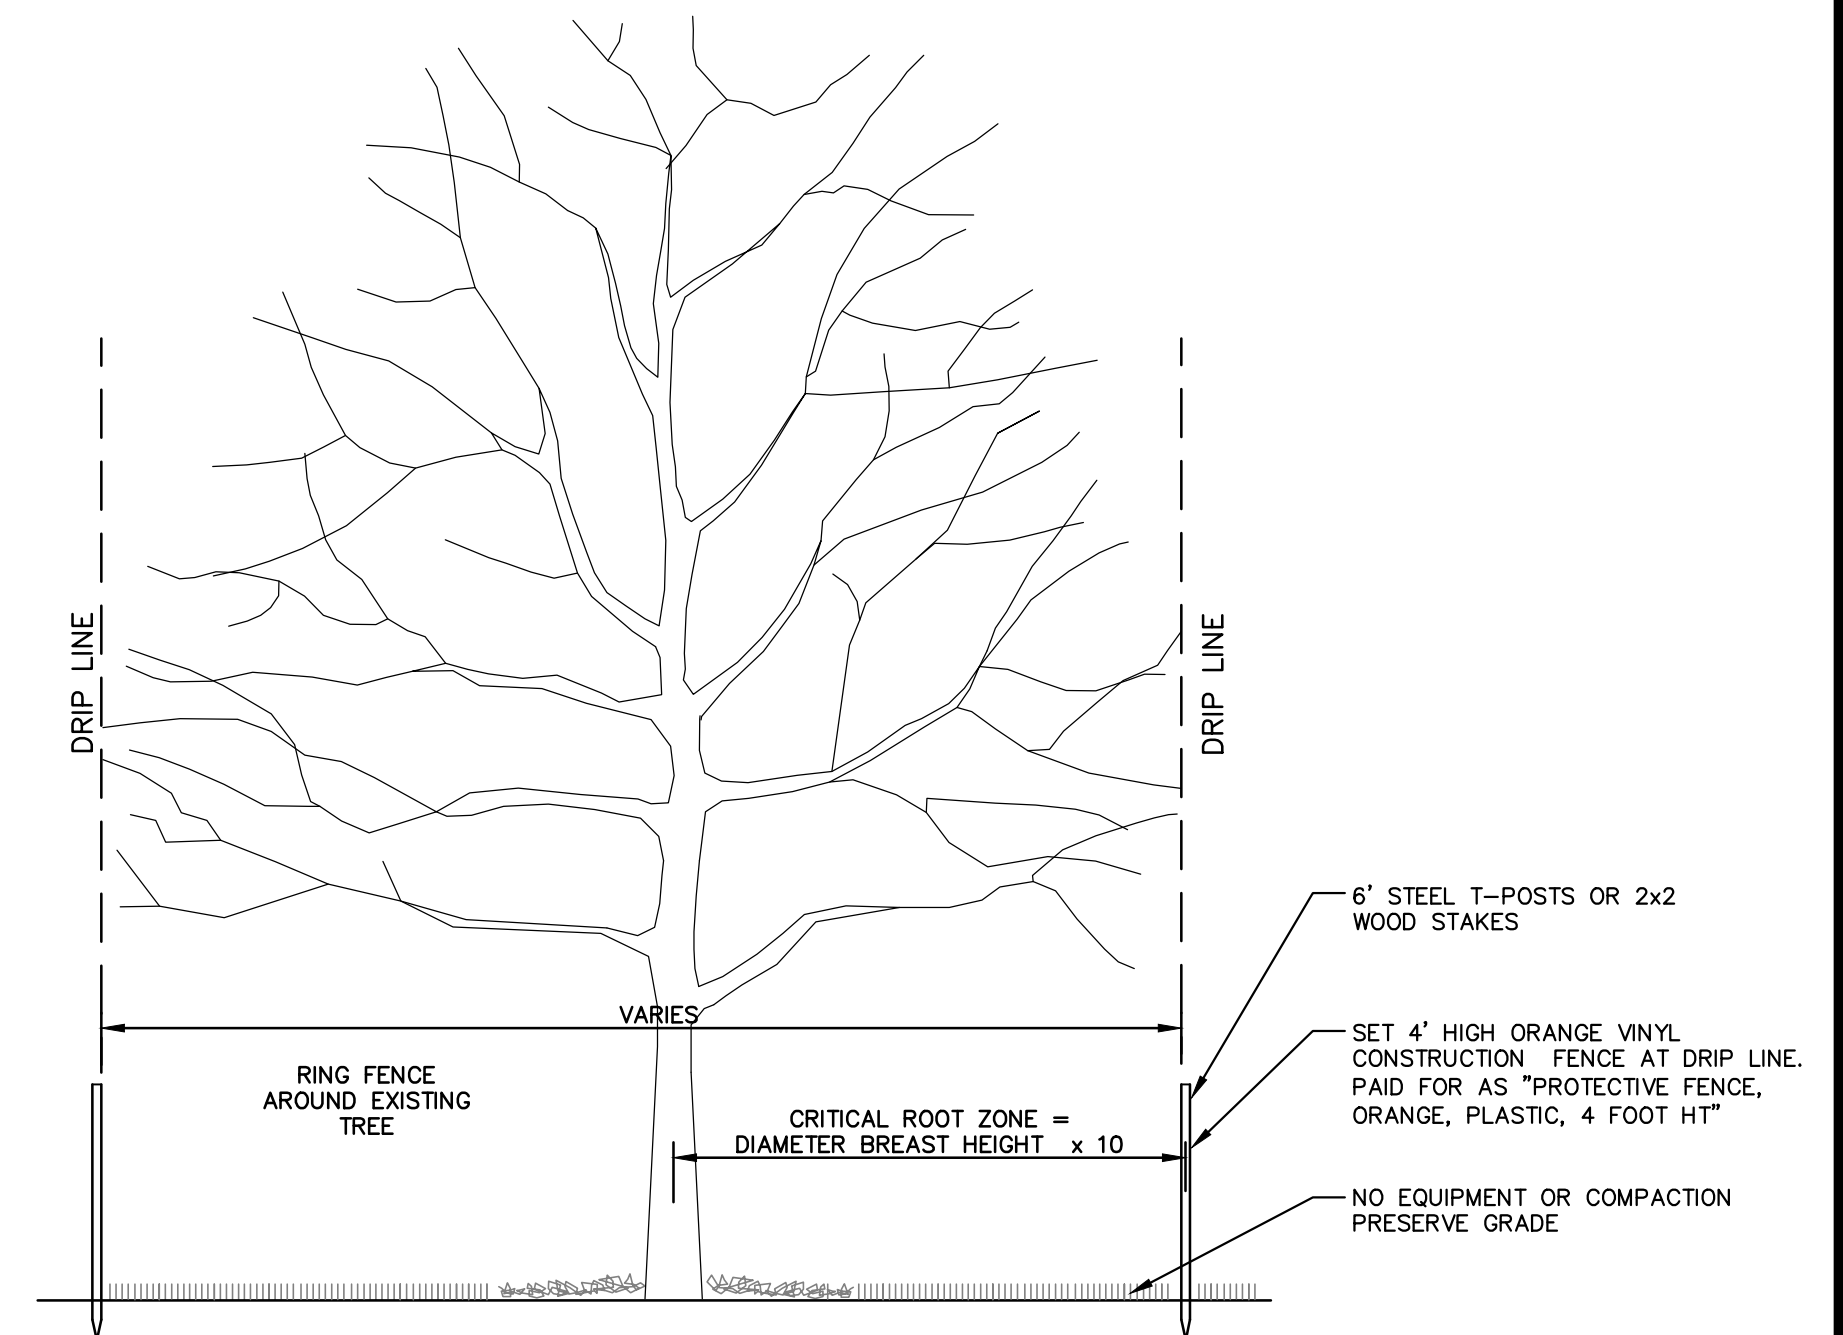 DRIP LINE
DRIP LINE
6' STEEL T-POSTS OR 2x2
WOOD STAKES
VARIES
SET 4' HIGH ORANGE VINYL
CONSTRUCTION FENCE AT DRIP LINE.
PAID FOR AS "PROTECTIVE FENCE,
ORANGE, PLASTIC, 4 FOOT HT"
RING FENCE
AROUND EXISTING
TREE
CRITICAL ROOT ZONE =
DIAMETER BREAST HEIGHT x 10
NO EQUIPMENT OR COMPACTION
PRESERVE GRADE